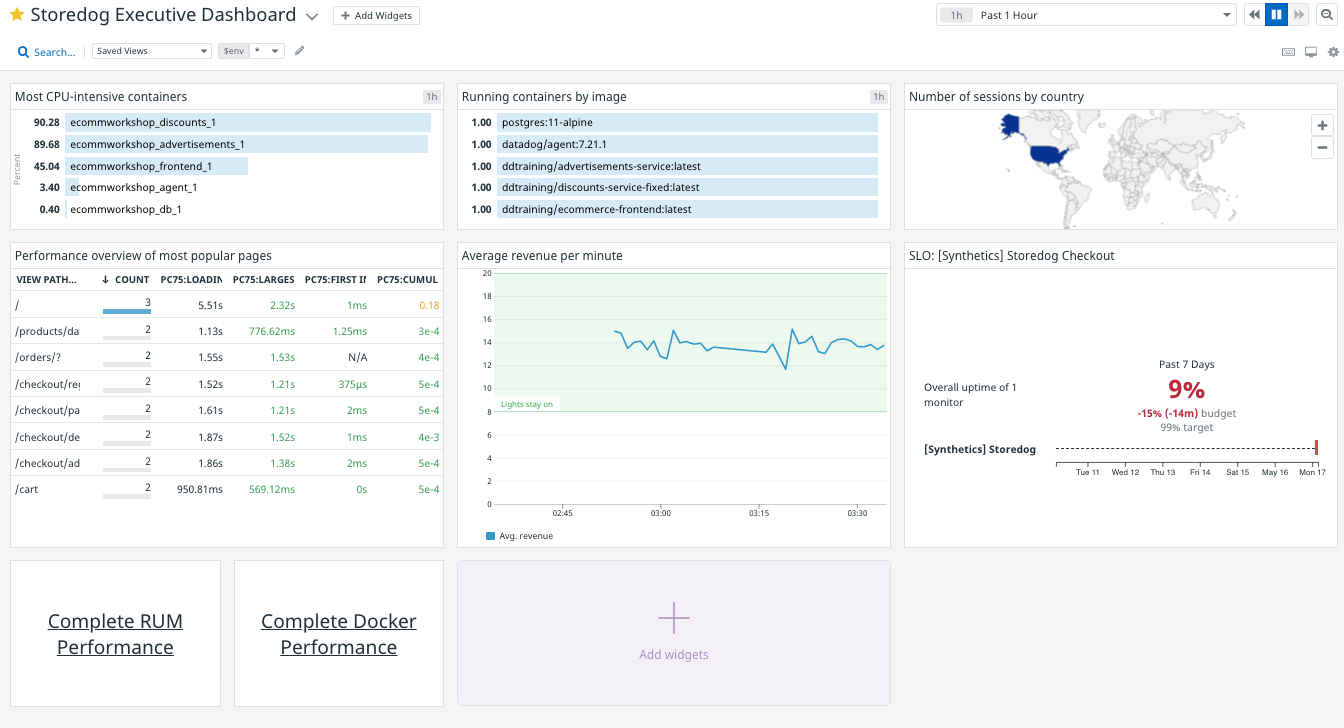 Storedog Executive Dashboard
+ Add Widgets
1h Past 1 Hour
Search...
Saved Views
$env *
Most CPU-intensive containers 1h
Percent
90.28 ecommworkshop_discounts_1
89.68 ecommworkshop_advertisements_1
45.04 ecommworkshop_frontend_1
3.40 ecommworkshop_agent_1
0.40 ecommworkshop_db_1
Running containers by image 1h
1.00 postgres:11-alpine
1.00 datadog/agent:7.21.1
1.00 ddtraining/advertisements-service:latest
1.00 ddtraining/discounts-service-fixed:latest
1.00 ddtraining/ecommerce-frontend:latest
Number of sessions by country
+
−
Performance overview of most popular pages
VIEW PATH... ↓ COUNT PC75:LOADIN PC75:LARGES PC75:FIRST IN PC75:CUMUL
/ 3 5.51s 2.32s 1ms 0.18
/products/da 2 1.13s 776.62ms 1.25ms 3e-4
/orders/? 2 1.55s 1.53s N/A 4e-4
/checkout/reg 2 1.52s 1.21s 375µs 5e-4
/checkout/pa 2 1.61s 1.21s 2ms 5e-4
/checkout/de 2 1.87s 1.52s 1ms 4e-3
/checkout/ad 2 1.86s 1.38s 2ms 5e-4
/cart 2 950.81ms 569.12ms 0s 5e-4
Average revenue per minute
20
18
16
14
12
10
Lights stay on
8
6
4
2
0
02:45 03:00 03:15 03:30
Avg. revenue
SLO: [Synthetics] Storedog Checkout
Past 7 Days
Overall uptime of 1
monitor
9%
-15% (-14m) budget
99% target
[Synthetics] Storedog
Tue 11 Wed 12 Thu 13 Fri 14 Sat 15 May 16 Mon 17
Complete RUM
Performance
Complete Docker
Performance
Add widgets